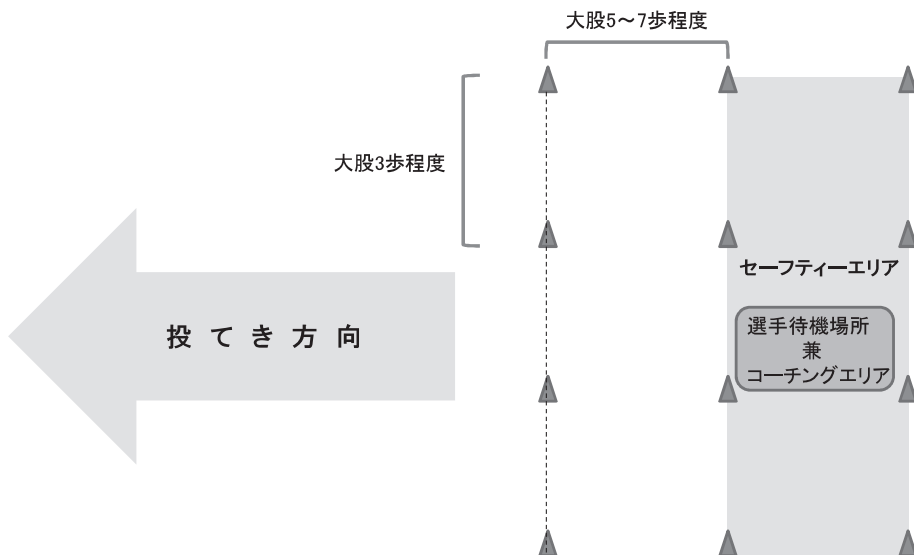 大股5～7歩程度
大股3歩程度
セーフティーエリア
投てき方向
選手待機場所
兼
コーチングエリア